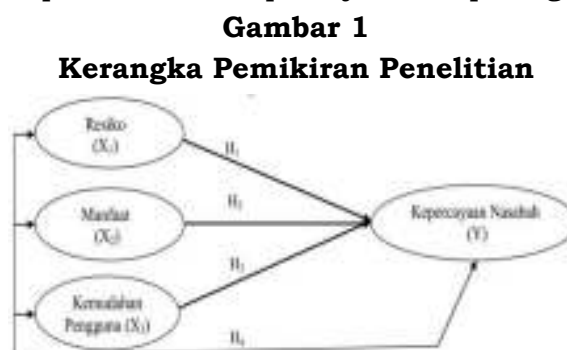 Gambar 1
Kerangka Pemikiran Penelitian
Resiko
(X₁)
H₁
Manfaat
(X₂)
H₂
Kepercayaan Nasabah
(Y)
H₃
Kemudahan
Pengguna (X₃)
H₄